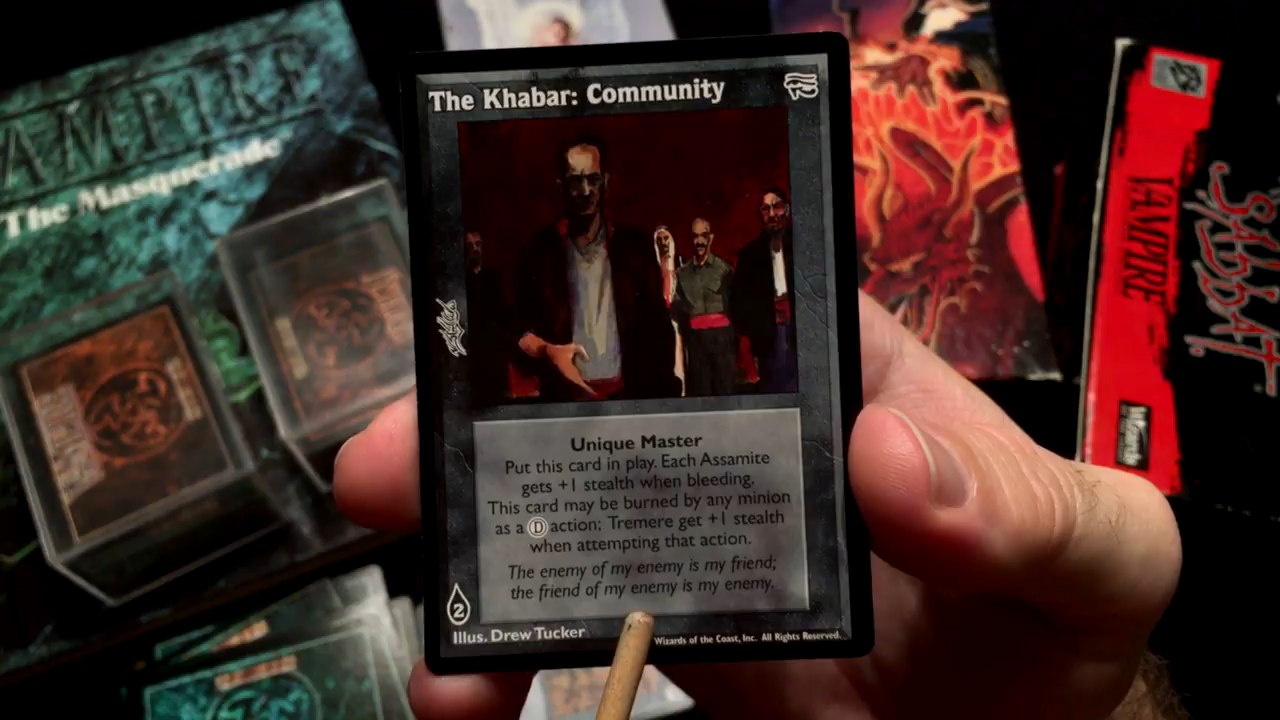 VAMPIRE
The Masquerade
The Khabar: Community
Unique Master
Put this card in play. Each Assamite
gets +1 stealth when bleeding.
This card may be burned by any minion
as a Ⓓ action; Tremere get +1 stealth
when attempting that action.
The enemy of my enemy is my friend;
the friend of my enemy is my enemy.
2
Illus. Drew Tucker
Wizards of the Coast, Inc. All Rights Reserved.
VAMPIRE
SABBAT